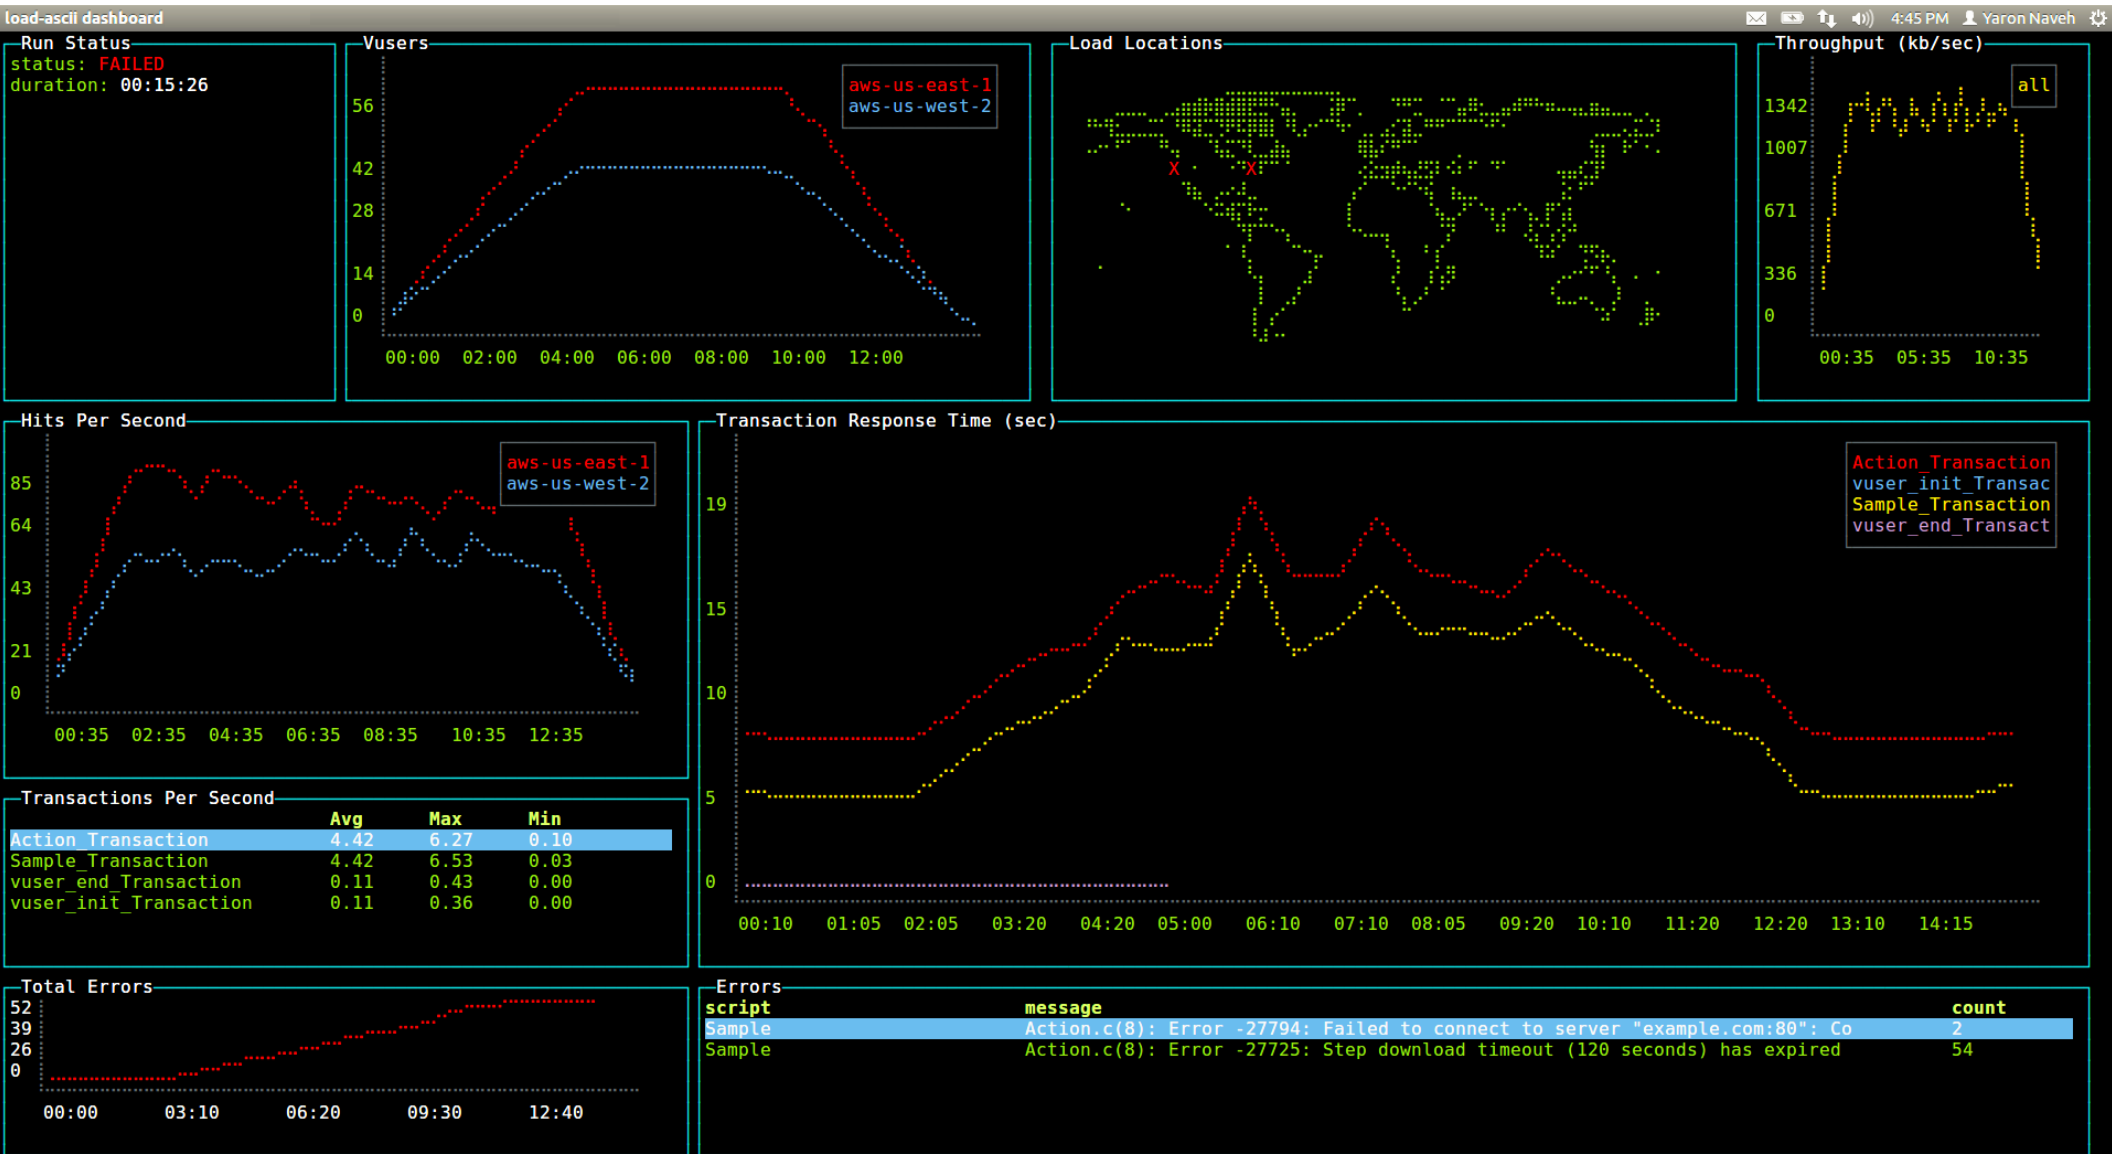 load-ascii dashboard
4:45 PM Yaron Naveh
Run Status
status: FAILED
duration: 00:15:26
Vusers
aws-us-east-1
aws-us-west-2
56
42
28
14
0
00:00 02:00 04:00 06:00 08:00 10:00 12:00
Load Locations
X X
Throughput (kb/sec)
all
1342
1007
671
336
0
00:35 05:35 10:35
Hits Per Second
aws-us-east-1
aws-us-west-2
85
64
43
21
0
00:35 02:35 04:35 06:35 08:35 10:35 12:35
Transaction Response Time (sec)
Action_Transaction
vuser_init_Transac
Sample_Transaction
vuser_end_Transact
19
15
10
5
0
00:10 01:05 02:05 03:20 04:20 05:00 06:10 07:10 08:05 09:20 10:10 11:20 12:20 13:10 14:15
Transactions Per Second
Avg Max Min
Action_Transaction 4.42 6.27 0.10
Sample_Transaction 4.42 6.53 0.03
vuser_end_Transaction 0.11 0.43 0.00
vuser_init_Transaction 0.11 0.36 0.00
Total Errors
52
39
26
0
00:00 03:10 06:20 09:30 12:40
Errors
script message count
Sample Action.c(8): Error -27794: Failed to connect to server "example.com:80": Co 2
Sample Action.c(8): Error -27725: Step download timeout (120 seconds) has expired 54